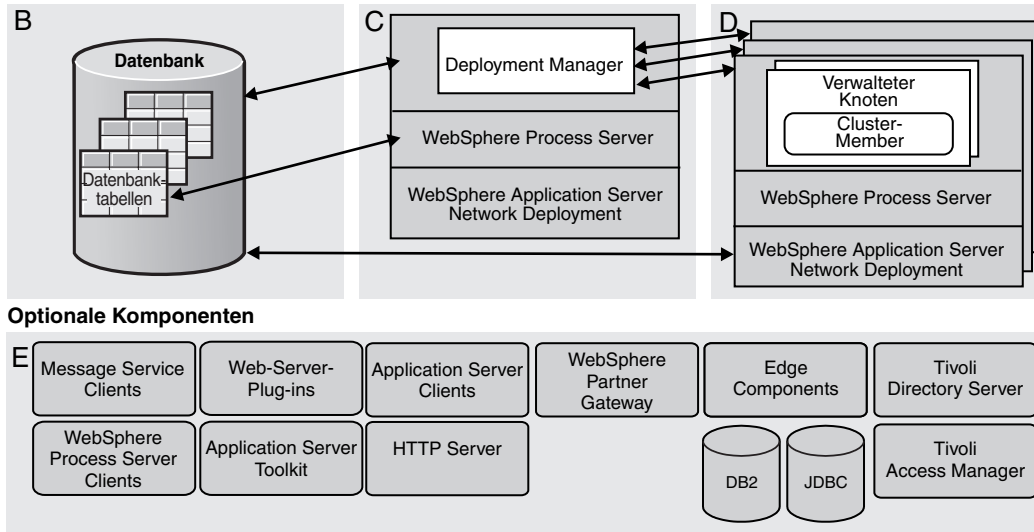 B
Datenbank
Datenbank-
tabellen
C
Deployment Manager
WebSphere Process Server
WebSphere Application Server
Network Deployment
D
Verwalteter
Knoten
Cluster-
Member
WebSphere Process Server
WebSphere Application Server
Network Deployment
Optionale Komponenten
E
Message Service
Clients
Web-Server-
Plug-ins
Application Server
Clients
WebSphere
Partner
Gateway
Edge
Components
Tivoli
Directory Server
WebSphere
Process Server
Clients
Application Server
Toolkit
HTTP Server
DB2
JDBC
Tivoli
Access Manager